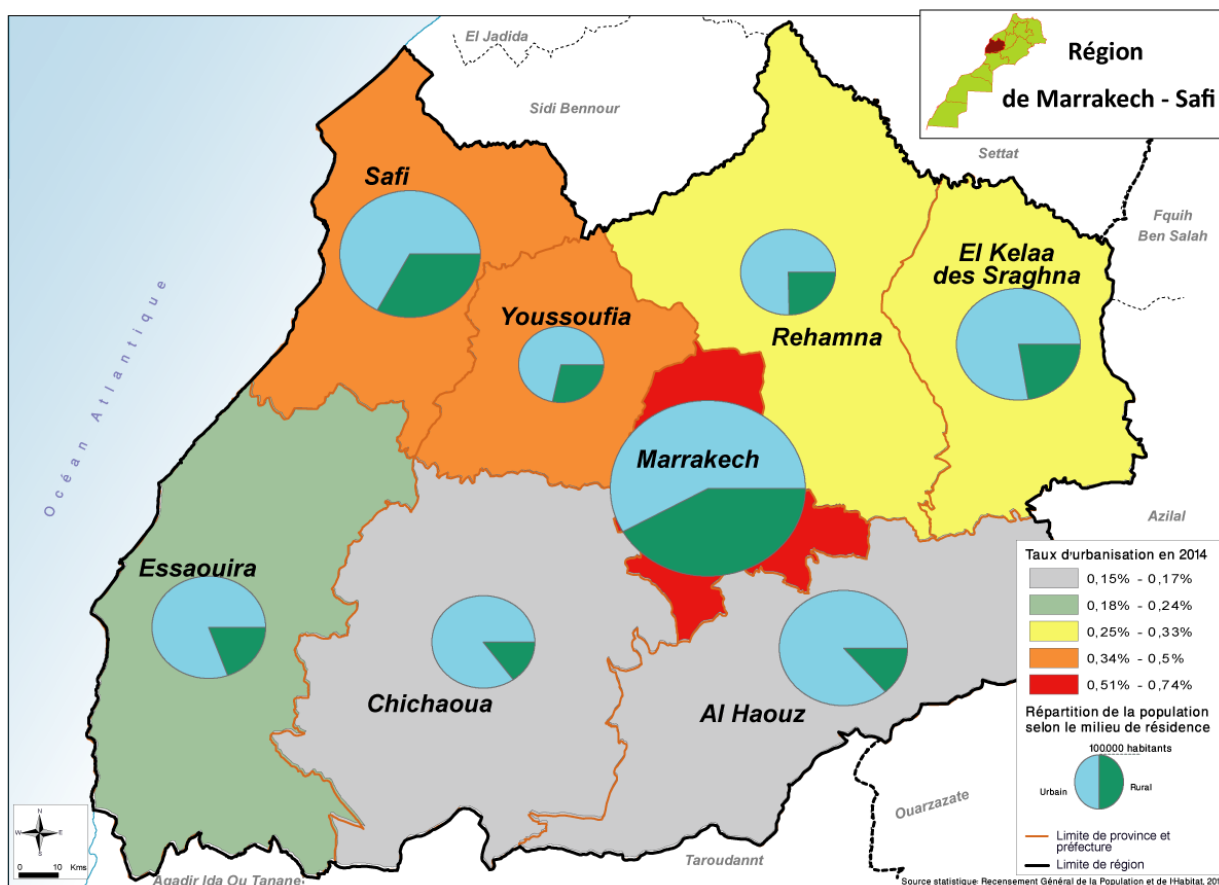 Région
de Marrakech - Safi
El Jadida
Sidi Bennour
Settat
Fquih
Ben Salah
Safi
El Kelaa
des Sraghna
Youssoufia
Rehamna
Océan Atlantique
Marrakech
Azilal
Essaouira
Chichaoua
Al Haouz
Taux d'urbanisation en 2014
0,15% - 0,17%
0,18% - 0,24%
0,25% - 0,33%
0,34% - 0,5%
0,51% - 0,74%
Répartition de la population
selon le milieu de résidence
100000 habitants
Urbain
Rural
Limite de province et
préfecture
Limite de région
Ouarzazate
Taroudannt
Agadir Ida Ou Tanane
N
W
E
S
0 10 Kms
Source statistique: Recensement Général de la Population et de l'Habitat, 201